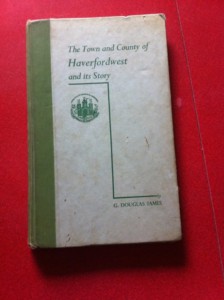 The Town and County of
Haverfordwest
and its Story
G. DOUGLAS JAMES